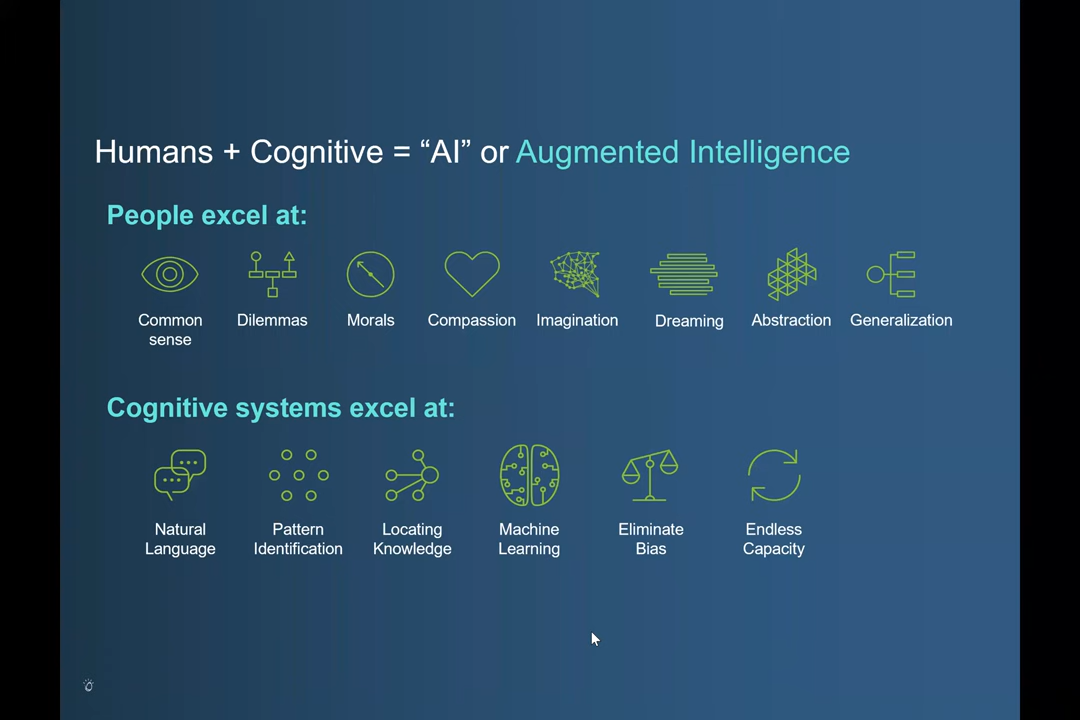 Humans + Cognitive = “AI” or Augmented Intelligence
People excel at:
Common
sense
Dilemmas
Morals
Compassion
Imagination
Dreaming
Abstraction
Generalization
Cognitive systems excel at:
Natural
Language
Pattern
Identification
Locating
Knowledge
Machine
Learning
Eliminate
Bias
Endless
Capacity